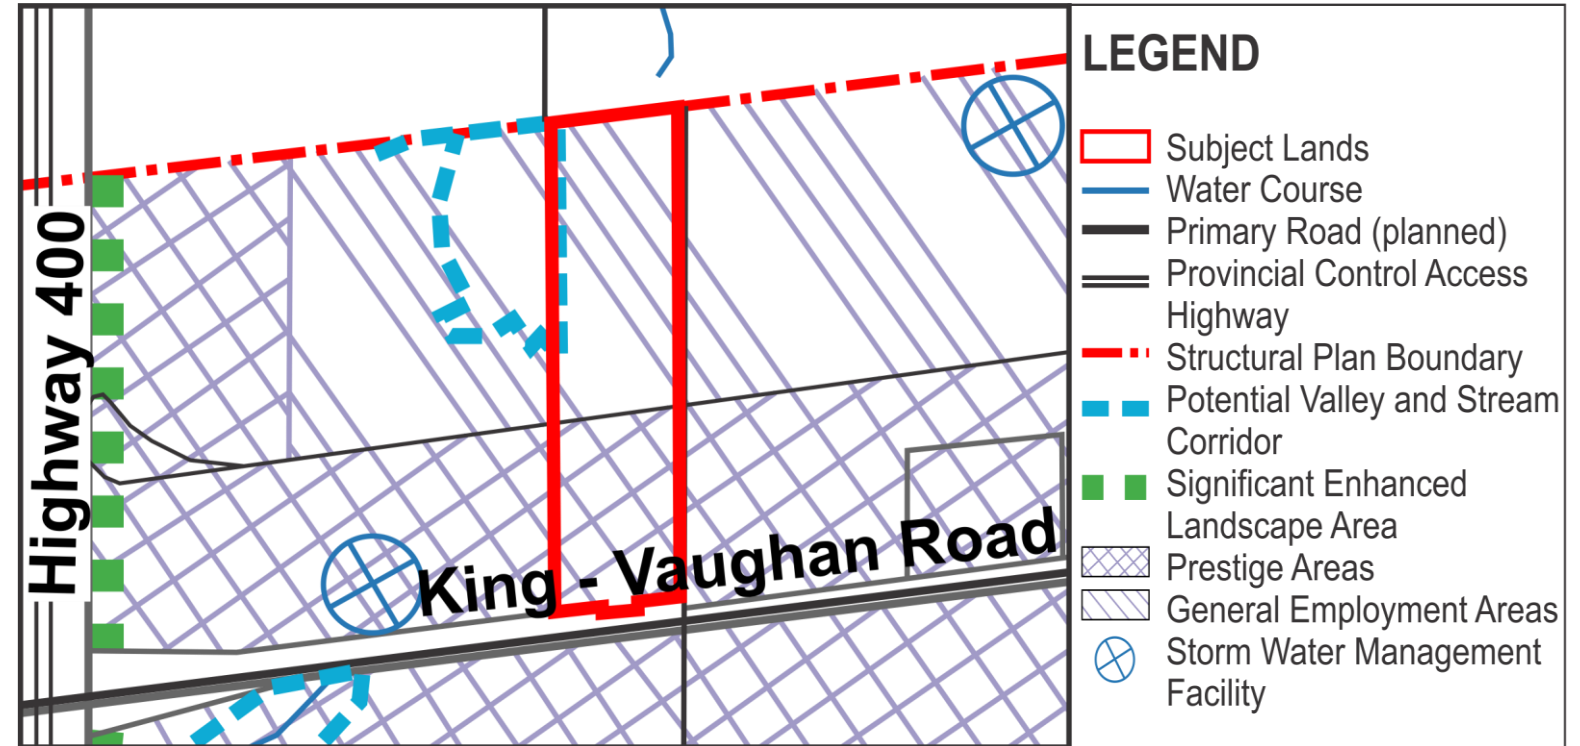 Highway 400
King - Vaughan Road
LEGEND
Subject Lands
Water Course
Primary Road (planned)
Provincial Control Access
Highway
Structural Plan Boundary
Potential Valley and Stream
Corridor
Significant Enhanced
Landscape Area
Prestige Areas
General Employment Areas
Storm Water Management
Facility